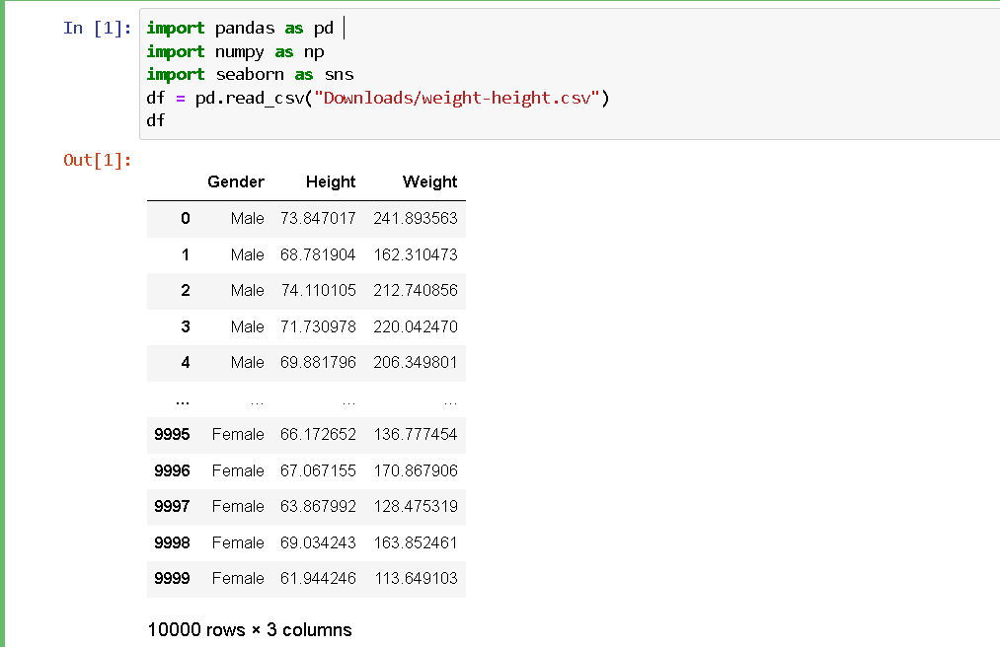 In [1]: import pandas as pd
import numpy as np
import seaborn as sns
df = pd.read_csv("Downloads/weight-height.csv")
df
Out[1]:
Gender Height Weight
0 Male 73.847017 241.893563
1 Male 68.781904 162.310473
2 Male 74.110105 212.740856
3 Male 71.730978 220.042470
4 Male 69.881796 206.349801
... ... ... ...
9995 Female 66.172652 136.777454
9996 Female 67.067155 170.867906
9997 Female 63.867992 128.475319
9998 Female 69.034243 163.852461
9999 Female 61.944246 113.649103
10000 rows × 3 columns